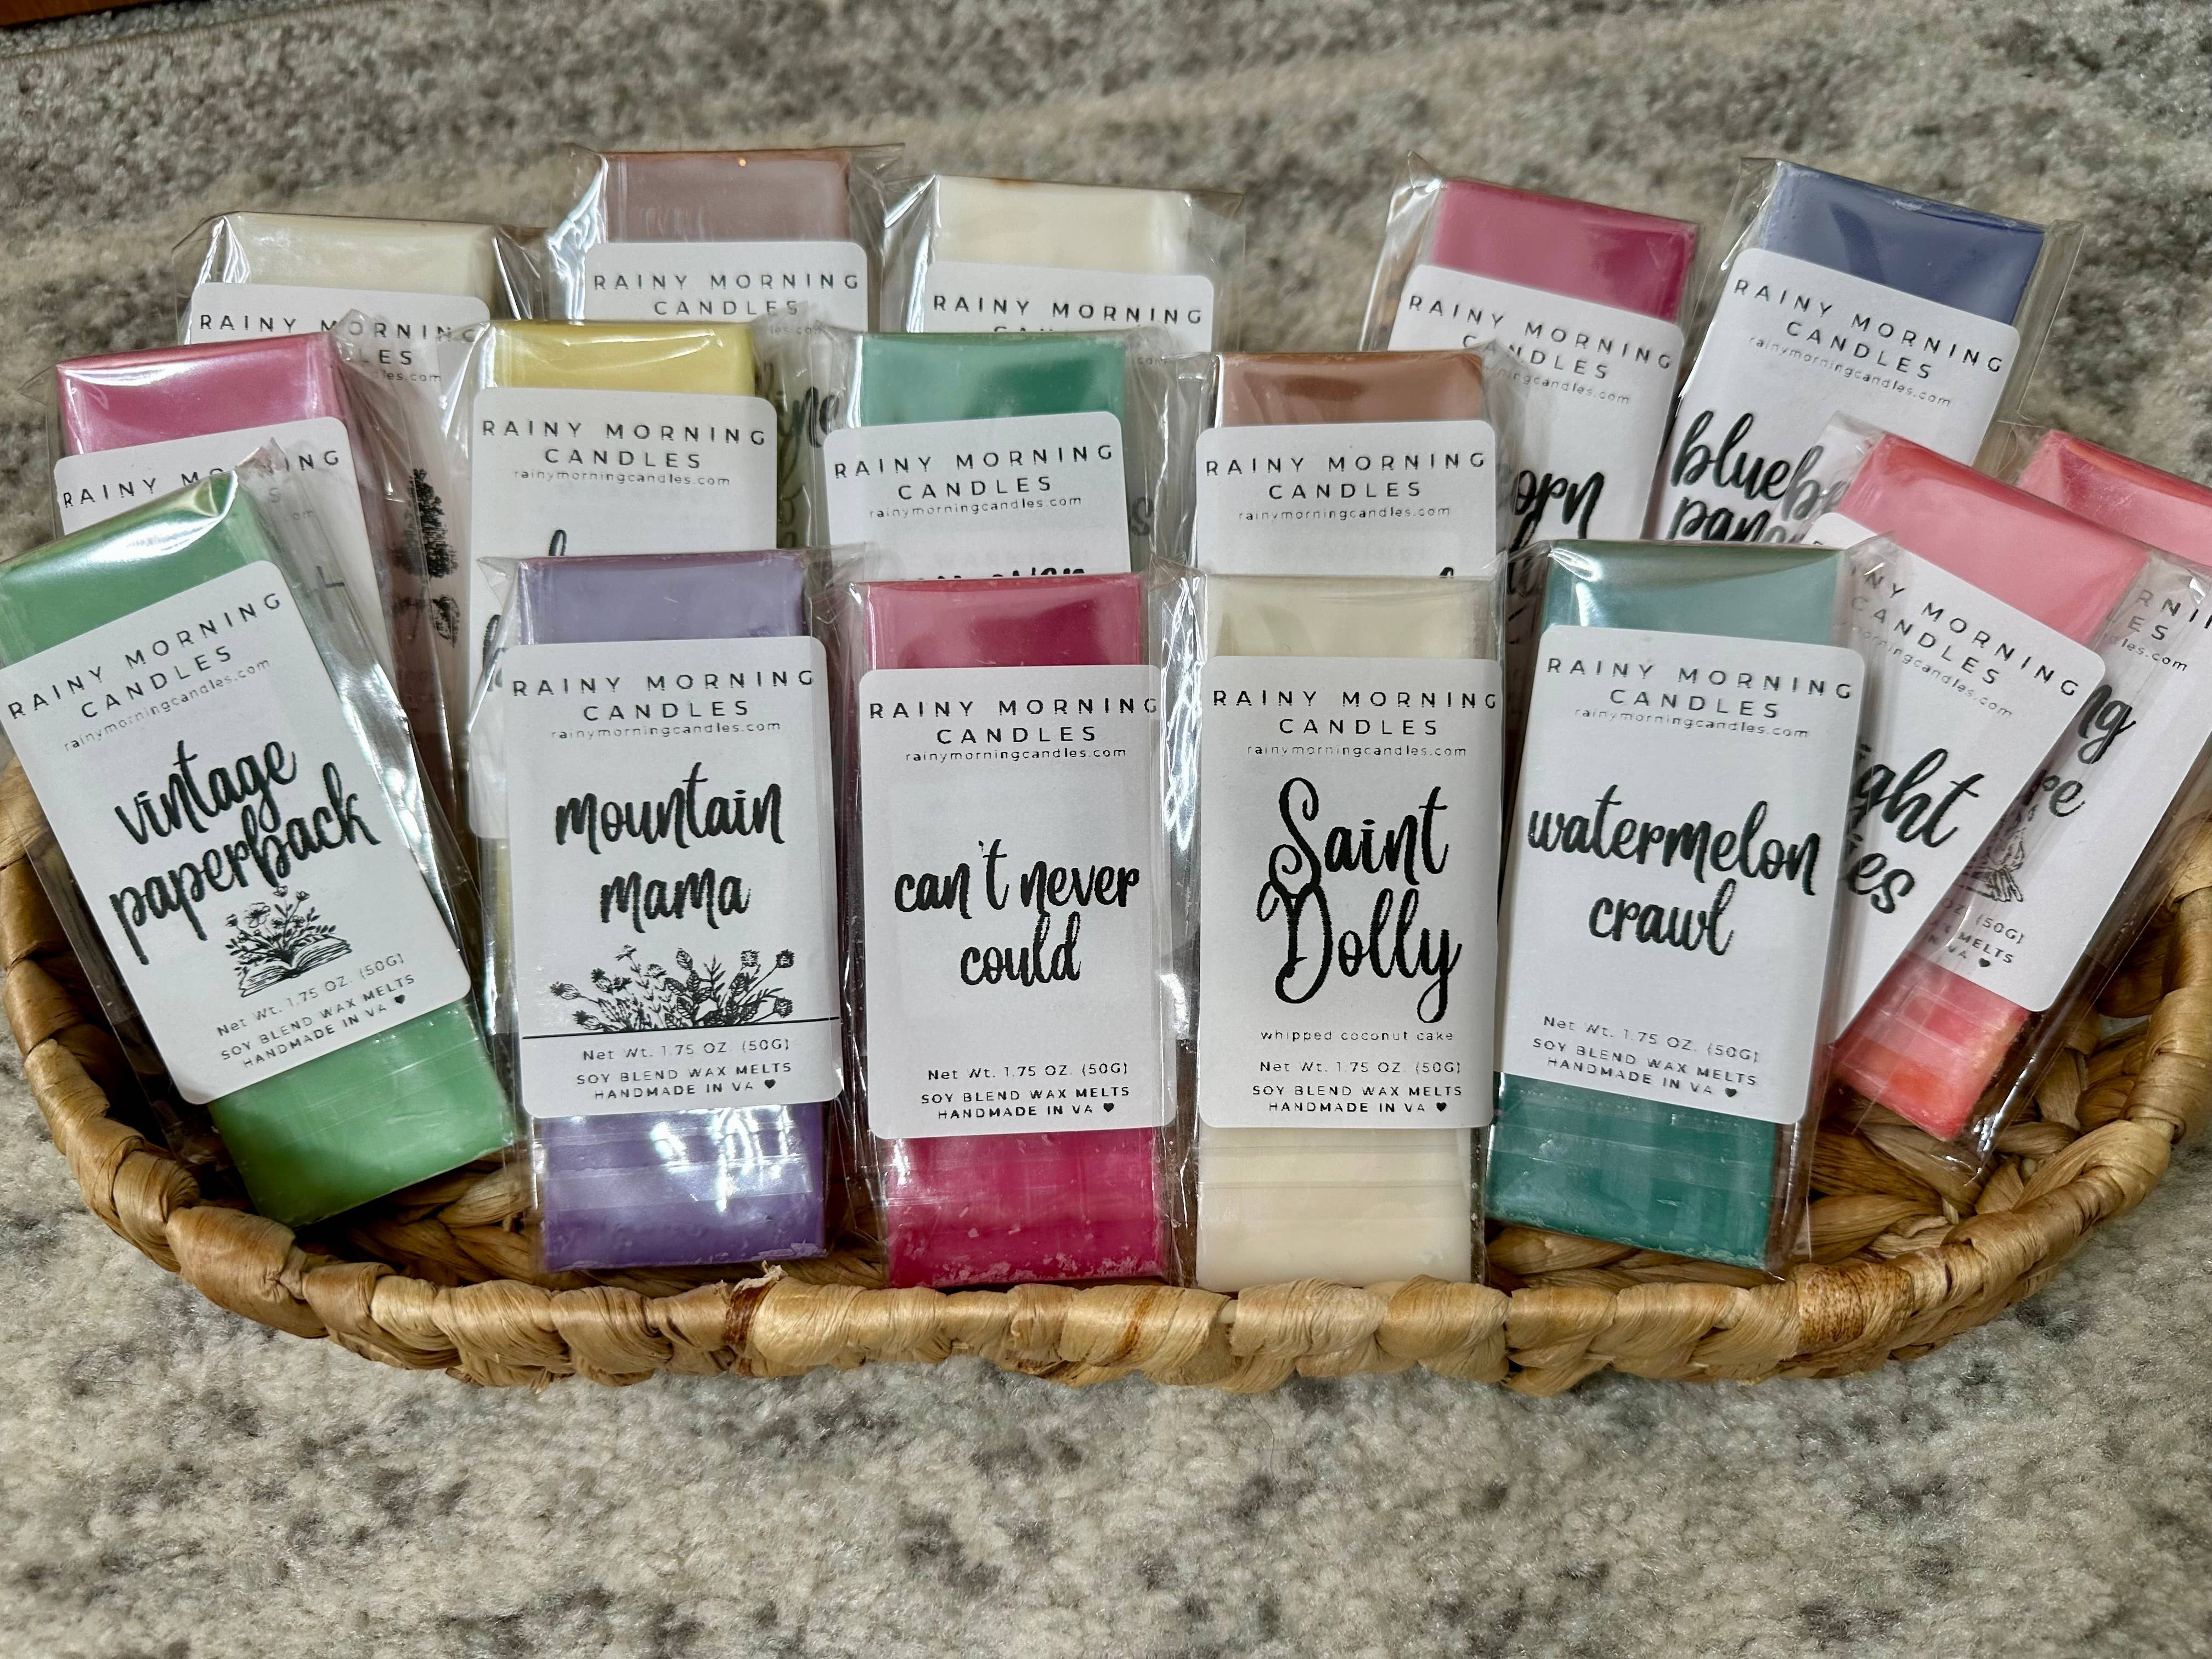 RAINY MORNING
CANDLES
RAINY MORNING
RAINY MORNING
CANDLES
rainymorningcandles.com
RAINY MORNING
CANDLES
rainymorningcandles.com
blueberry
RAINY MORNING
CANDLES
rainymorningcandles.com
RAINY MORNING
CANDLES
rainymorningcandles.com
RAINY MORNING
CANDLES
rainymorningcandles.com
RAINY MORNING
CANDLES
rainymorningcandles.com
vintage
paperback
Net Wt. 1.75 OZ. (50G)
SOY BLEND WAX MELTS
HANDMADE IN VA ♥
RAINY MORNING
CANDLES
rainymorningcandles.com
mountain
mama
Net Wt. 1.75 OZ. (50G)
SOY BLEND WAX MELTS
HANDMADE IN VA ♥
RAINY MORNING
CANDLES
rainymorningcandles.com
can't never
could
Net Wt. 1.75 OZ. (50G)
SOY BLEND WAX MELTS
HANDMADE IN VA ♥
RAINY MORNING
CANDLES
rainymorningcandles.com
Saint
Dolly
whipped coconut cake
Net Wt. 1.75 OZ. (50G)
SOY BLEND WAX MELTS
HANDMADE IN VA ♥
RAINY MORNING
CANDLES
rainymorningcandles.com
watermelon
crawl
Net Wt. 1.75 OZ. (50G)
SOY BLEND WAX MELTS
HANDMADE IN VA ♥
MORNING
CANDLES